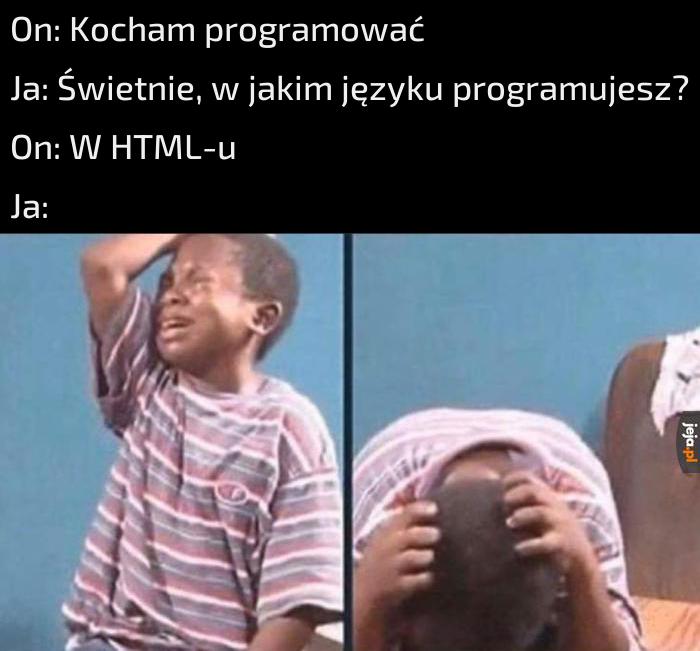 On: Kocham programować
Ja: Świetnie, w jakim języku programujesz?
On: W HTML-u
Ja:
jeja.pl